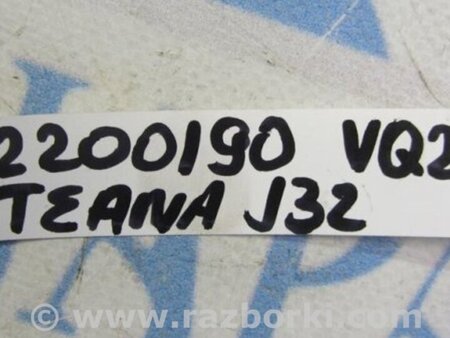 2200190 VQ2
TEANA J32
© www.razborki.com